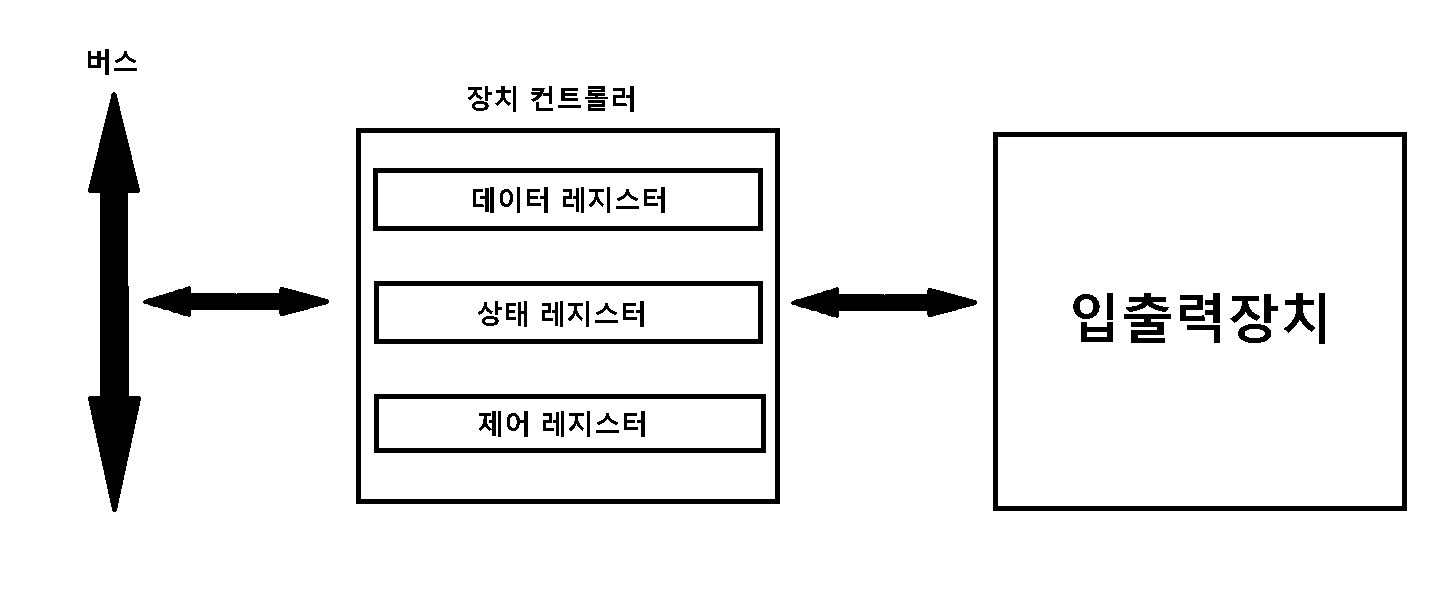 버스
장치 컨트롤러
데이터 레지스터
상태 레지스터
제어 레지스터
입출력장치